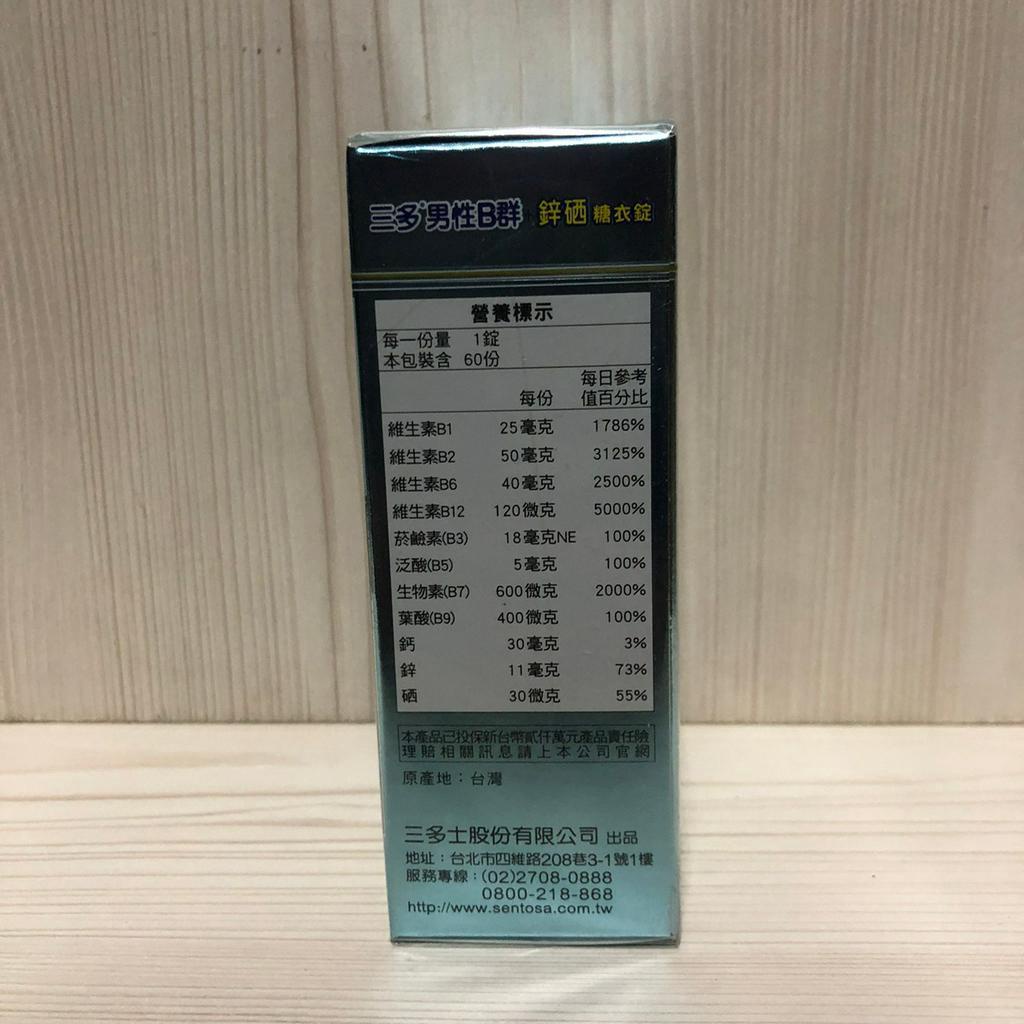 三多®男性B群 鋅硒 糖衣錠
營養標示
每一份量 1錠
本包裝含 60份
每份 每日參考值百分比
維生素B1 25毫克 1786%
維生素B2 50毫克 3125%
維生素B6 40毫克 2500%
維生素B12 120微克 5000%
菸鹼素(B3) 18毫克NE 100%
泛酸(B5) 5毫克 100%
生物素(B7) 600微克 2000%
葉酸(B9) 400微克 100%
鈣 30毫克 3%
鋅 11毫克 73%
硒 30微克 55%
本產品已投保新台幣貳仟萬元產品責任險
理賠相關訊息請上本公司官網
原產地：台灣
三多士股份有限公司 出品
地址：台北市四維路208巷3-1號1樓
服務專線：(02)2708-0888
0800-218-868
http://www.sentosa.com.tw